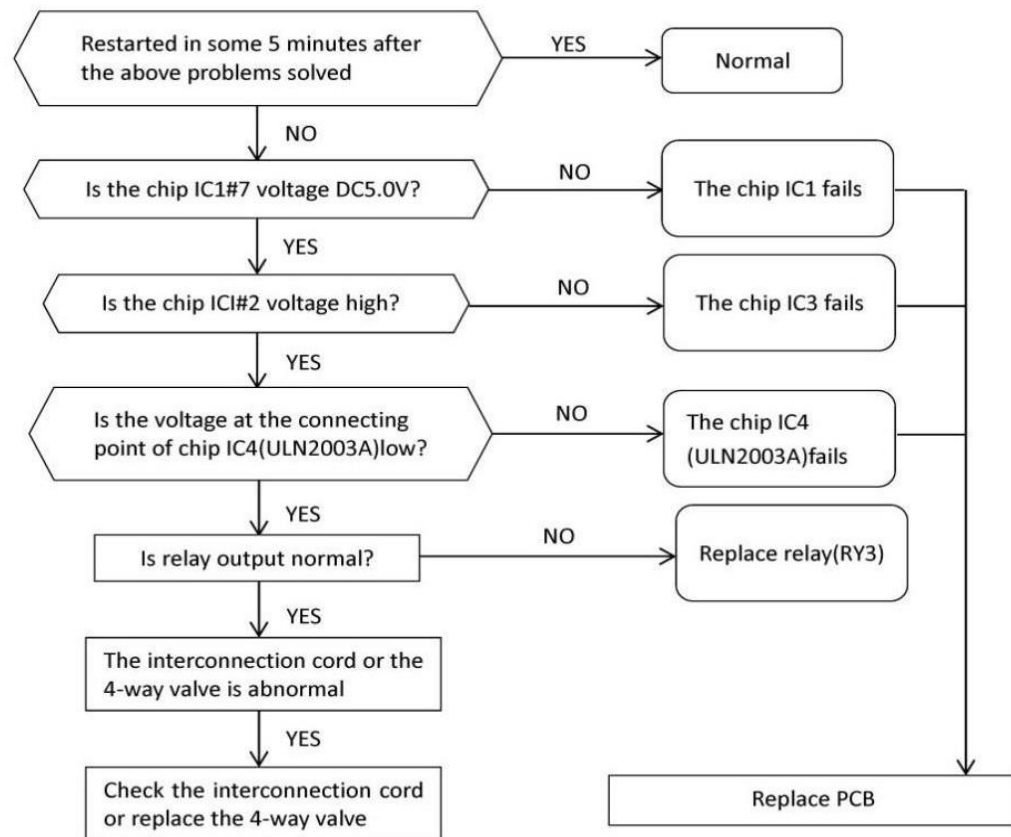 Restarted in some 5 minutes after
the above problems solved
YES
Normal
NO
Is the chip IC1#7 voltage DC5.0V?
NO
The chip IC1 fails
YES
Is the chip ICI#2 voltage high?
NO
The chip IC3 fails
YES
Is the voltage at the connecting
point of chip IC4(ULN2003A)low?
NO
The chip IC4
(ULN2003A)fails
YES
Is relay output normal?
NO
Replace relay(RY3)
YES
The interconnection cord or the
4-way valve is abnormal
YES
Check the interconnection cord
or replace the 4-way valve
Replace PCB